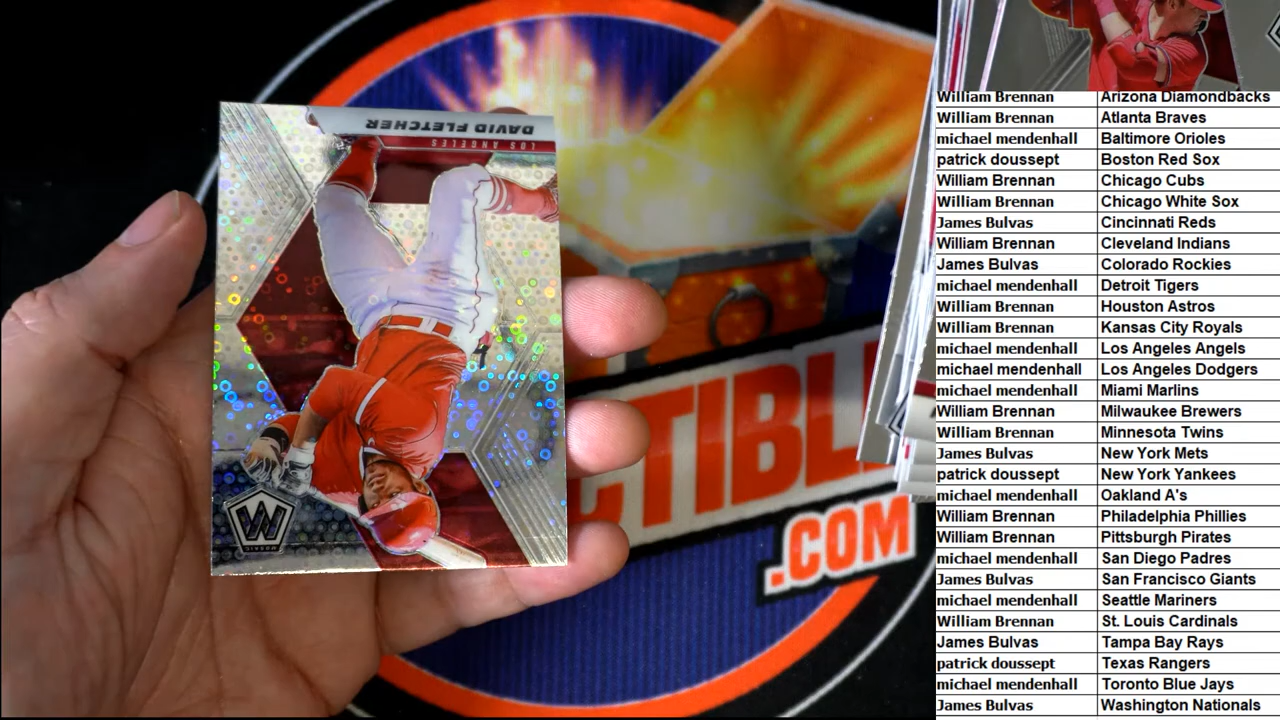 DAVID FLETCHER
LOS ANGELES
W
MOSAIC
CTIBL
.COM
William Brennan Arizona Diamondbacks
William Brennan Atlanta Braves
michael mendenhall Baltimore Orioles
patrick doussept Boston Red Sox
William Brennan Chicago Cubs
William Brennan Chicago White Sox
James Bulvas Cincinnati Reds
William Brennan Cleveland Indians
James Bulvas Colorado Rockies
michael mendenhall Detroit Tigers
William Brennan Houston Astros
William Brennan Kansas City Royals
michael mendenhall Los Angeles Angels
michael mendenhall Los Angeles Dodgers
michael mendenhall Miami Marlins
William Brennan Milwaukee Brewers
William Brennan Minnesota Twins
James Bulvas New York Mets
patrick doussept New York Yankees
michael mendenhall Oakland A's
William Brennan Philadelphia Phillies
William Brennan Pittsburgh Pirates
michael mendenhall San Diego Padres
James Bulvas San Francisco Giants
michael mendenhall Seattle Mariners
William Brennan St. Louis Cardinals
James Bulvas Tampa Bay Rays
patrick doussept Texas Rangers
michael mendenhall Toronto Blue Jays
James Bulvas Washington Nationals